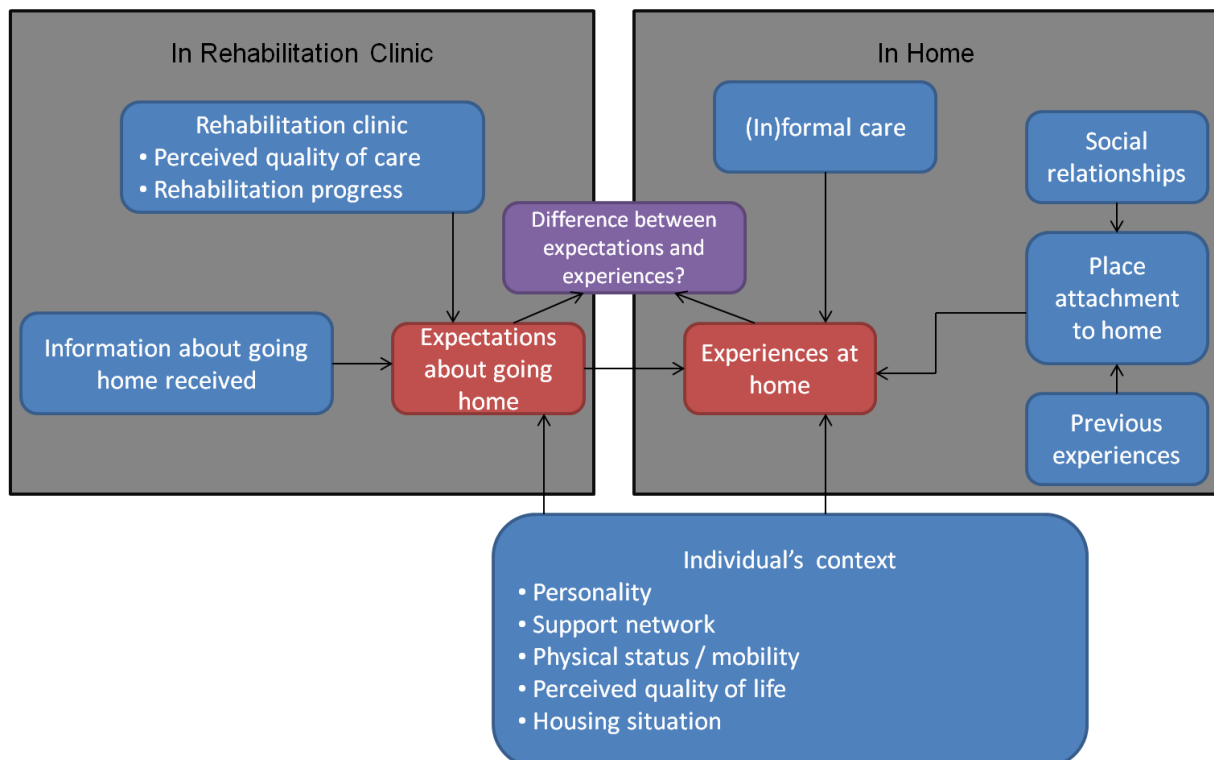 In Rehabilitation Clinic
Rehabilitation clinic
• Perceived quality of care
• Rehabilitation progress
Information about going
home received
Expectations
about going
home
Difference between
expectations and
experiences?
In Home
(In)formal care
Social
relationships
Place
attachment
to home
Experiences at
home
Previous
experiences
Individual’s context
• Personality
• Support network
• Physical status / mobility
• Perceived quality of life
• Housing situation